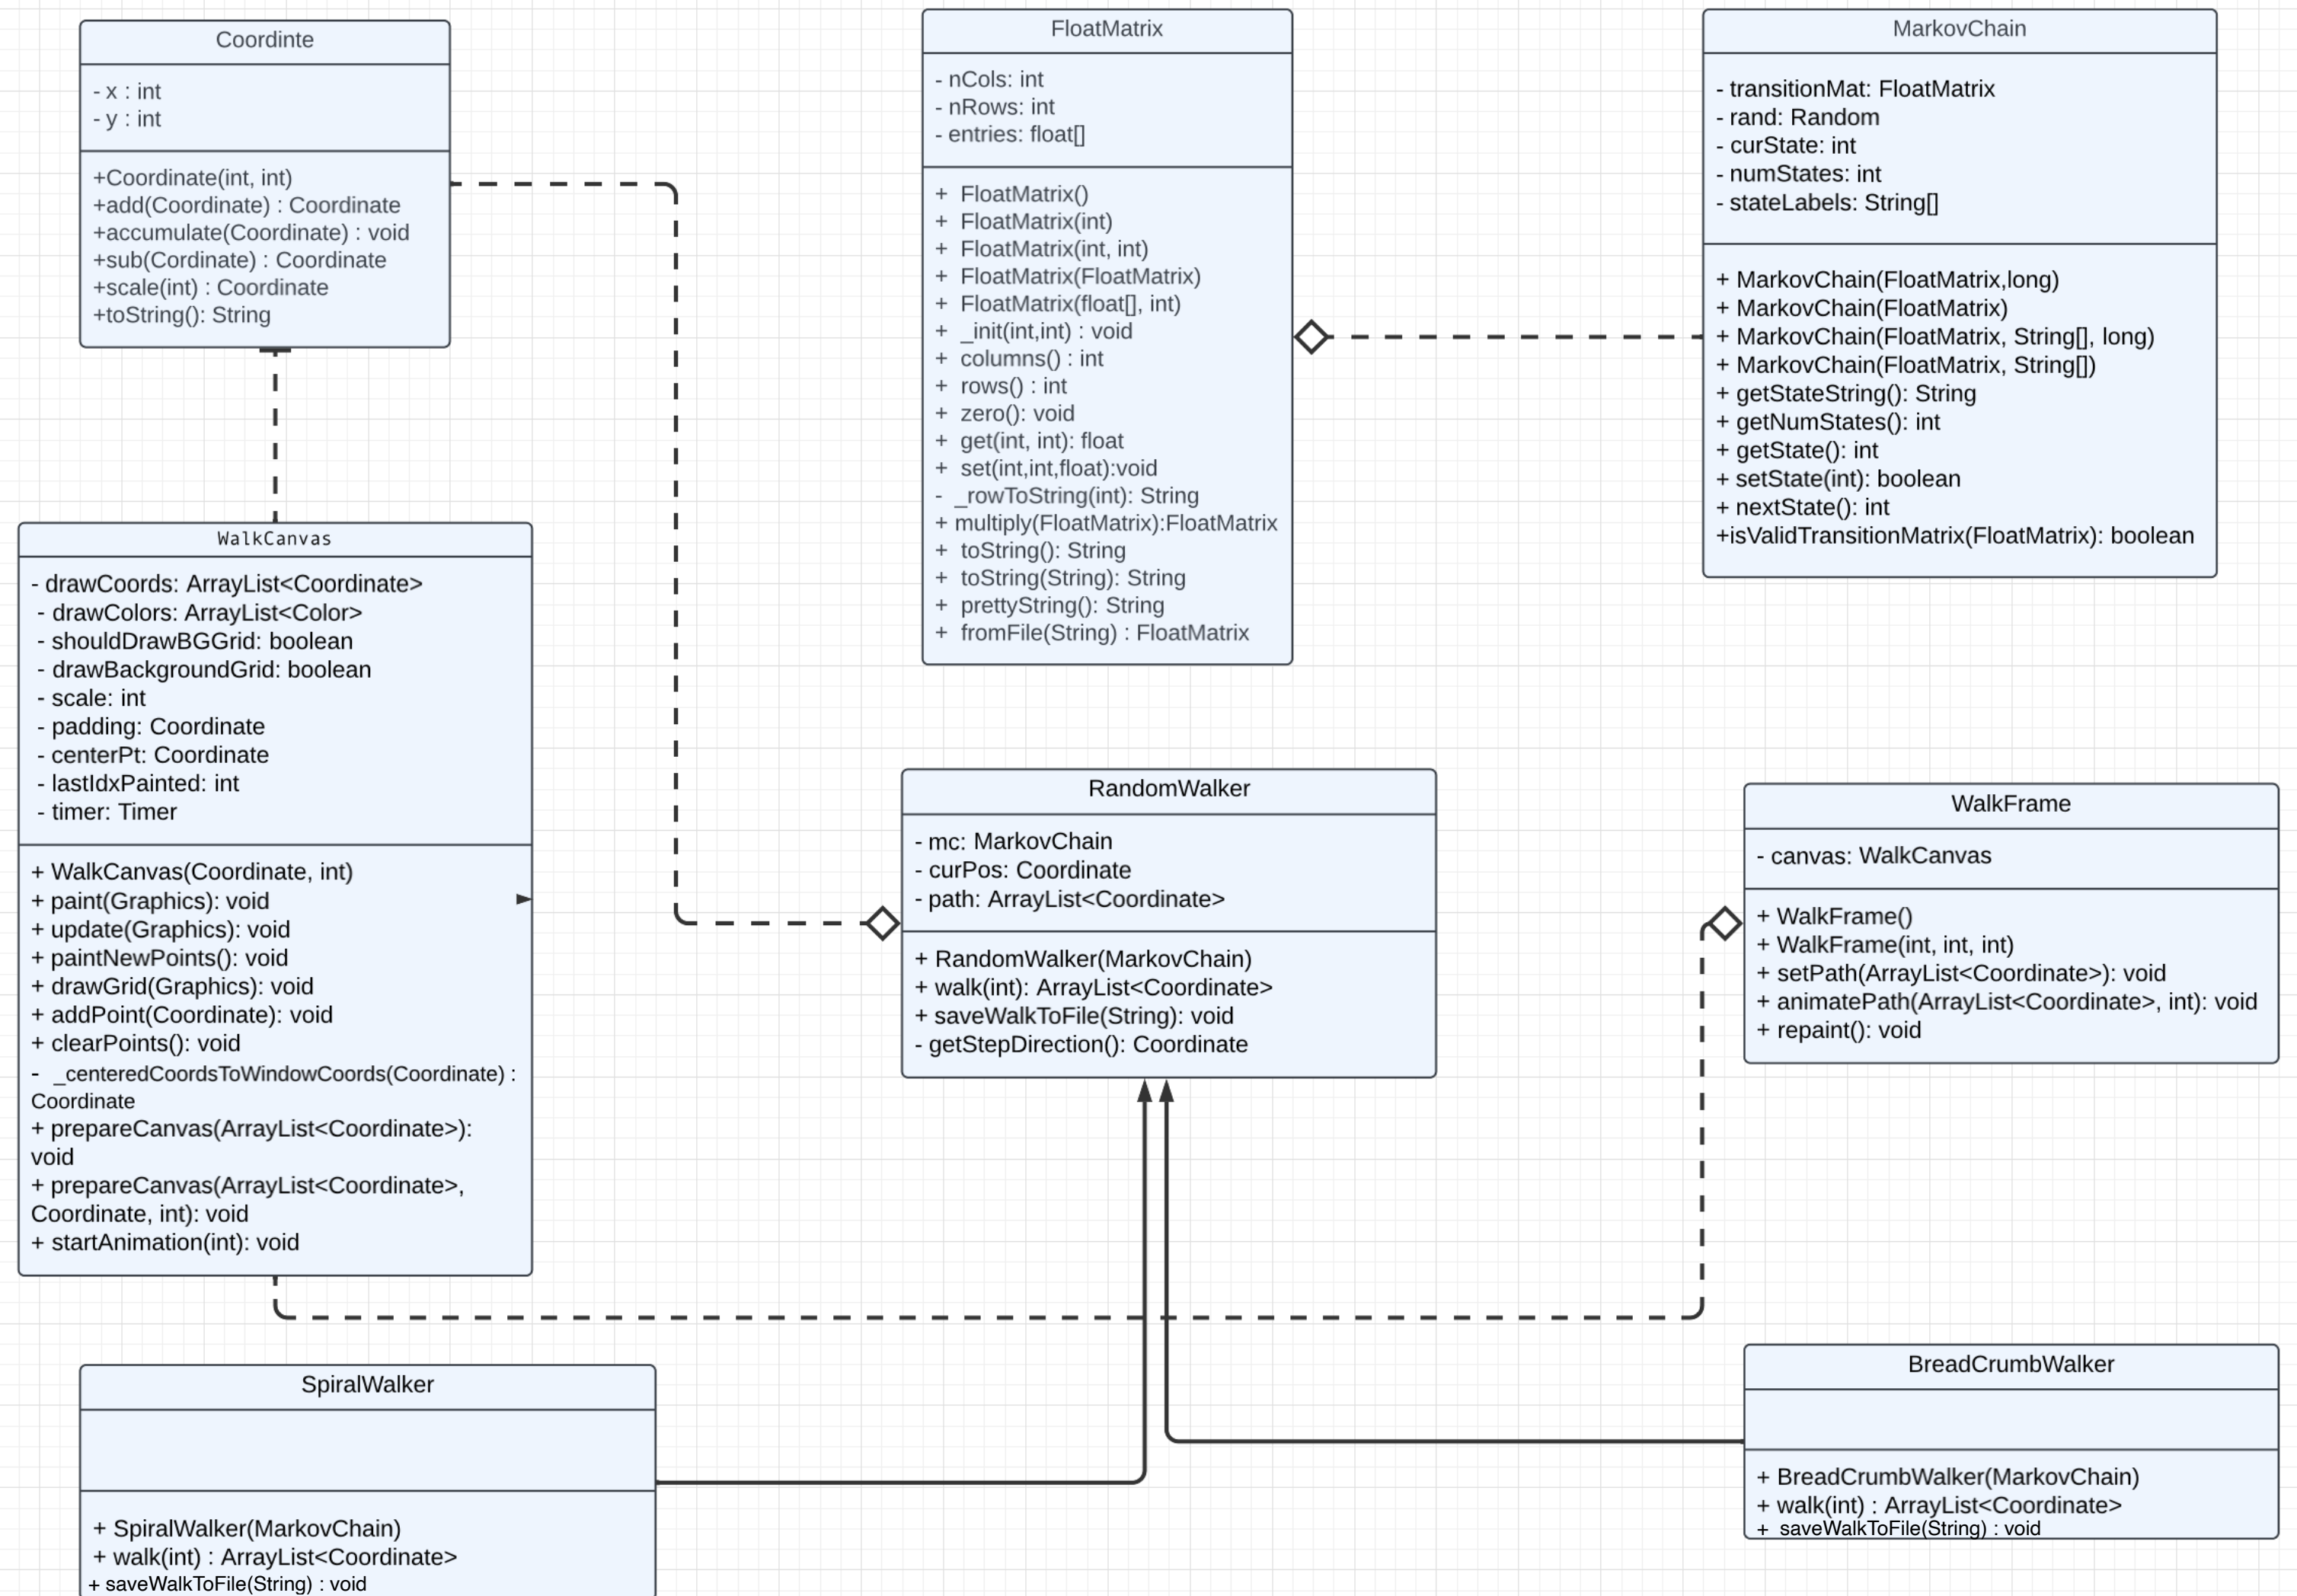 Coordinte
- x : int
- y : int
+Coordinate(int, int)
+add(Coordinate) : Coordinate
+accumulate(Coordinate) : void
+sub(Cordinate) : Coordinate
+scale(int) : Coordinate
+toString(): String
FloatMatrix
- nCols: int
- nRows: int
- entries: float[]
+ FloatMatrix()
+ FloatMatrix(int)
+ FloatMatrix(int, int)
+ FloatMatrix(FloatMatrix)
+ FloatMatrix(float[], int)
+ _init(int,int) : void
+ columns() : int
+ rows() : int
+ zero(): void
+ get(int, int): float
+ set(int,int,float):void
- _rowToString(int): String
+ multiply(FloatMatrix):FloatMatrix
+ toString(): String
+ toString(String): String
+ prettyString(): String
+ fromFile(String) : FloatMatrix
MarkovChain
- transitionMat: FloatMatrix
- rand: Random
- curState: int
- numStates: int
- stateLabels: String[]
+ MarkovChain(FloatMatrix,long)
+ MarkovChain(FloatMatrix)
+ MarkovChain(FloatMatrix, String[], long)
+ MarkovChain(FloatMatrix, String[])
+ getStateString(): String
+ getNumStates(): int
+ getState(): int
+ setState(int): boolean
+ nextState(): int
+isValidTransitionMatrix(FloatMatrix): boolean
WalkCanvas
- drawCoords: ArrayList<Coordinate>
- drawColors: ArrayList<Color>
- shouldDrawBGGrid: boolean
- drawBackgroundGrid: boolean
- scale: int
- padding: Coordinate
- centerPt: Coordinate
- lastIdxPainted: int
- timer: Timer
+ WalkCanvas(Coordinate, int)
+ paint(Graphics): void
+ update(Graphics): void
+ paintNewPoints(): void
+ drawGrid(Graphics): void
+ addPoint(Coordinate): void
+ clearPoints(): void
- _centeredCoordsToWindowCoords(Coordinate) :
Coordinate
+ prepareCanvas(ArrayList<Coordinate>):
void
+ prepareCanvas(ArrayList<Coordinate>,
Coordinate, int): void
+ startAnimation(int): void
RandomWalker
- mc: MarkovChain
- curPos: Coordinate
- path: ArrayList<Coordinate>
+ RandomWalker(MarkovChain)
+ walk(int): ArrayList<Coordinate>
+ saveWalkToFile(String): void
- getStepDirection(): Coordinate
WalkFrame
- canvas: WalkCanvas
+ WalkFrame()
+ WalkFrame(int, int, int)
+ setPath(ArrayList<Coordinate>): void
+ animatePath(ArrayList<Coordinate>, int): void
+ repaint(): void
SpiralWalker
+ SpiralWalker(MarkovChain)
+ walk(int) : ArrayList<Coordinate>
+ saveWalkToFile(String) : void
BreadCrumbWalker
+ BreadCrumbWalker(MarkovChain)
+ walk(int) : ArrayList<Coordinate>
+ saveWalkToFile(String) : void